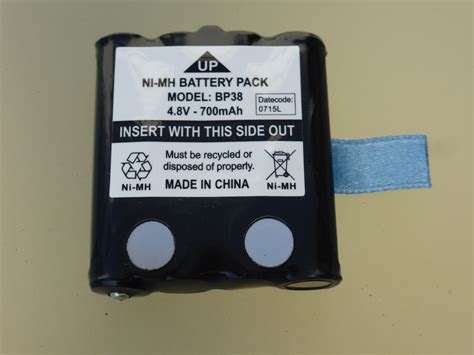 UP
NI-MH BATTERY PACK
MODEL: BP38
4.8V - 700mAh
Datecode:
0715L
INSERT WITH THIS SIDE OUT
Ni-MH
Must be recycled or
disposed of properly.
MADE IN CHINA
Ni-MH